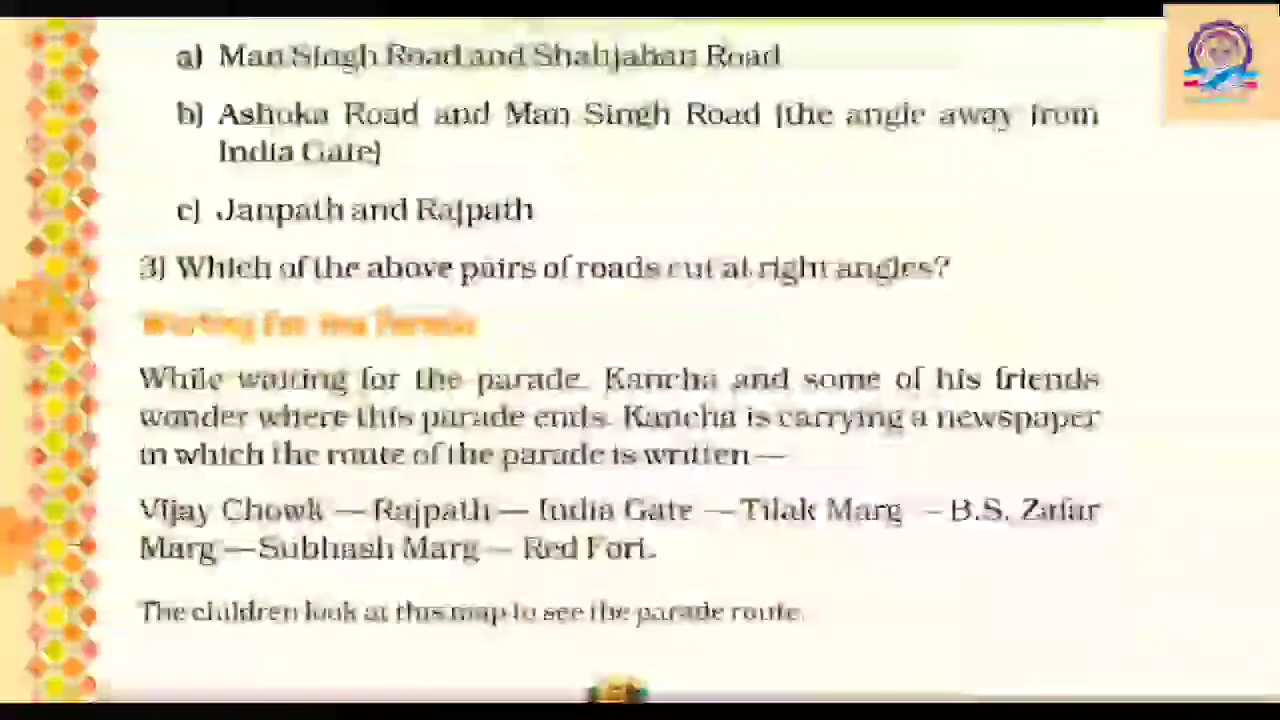 a) Man Singh Road and Shahjahan Road
b) Ashoka Road and Man Singh Road (the angle away from
India Gate)
c) Janpath and Rajpath
3) Which of the above pairs of roads cut at right angles?
Waiting for the Parade
While waiting for the parade, Kancha and some of his friends
wonder where this parade ends. Kancha is carrying a newspaper
in which the route of the parade is written —
Vijay Chowk — Rajpath — India Gate — Tilak Marg — B.S. Zafar
Marg — Subhash Marg — Red Fort.
The children look at this map to see the parade route.